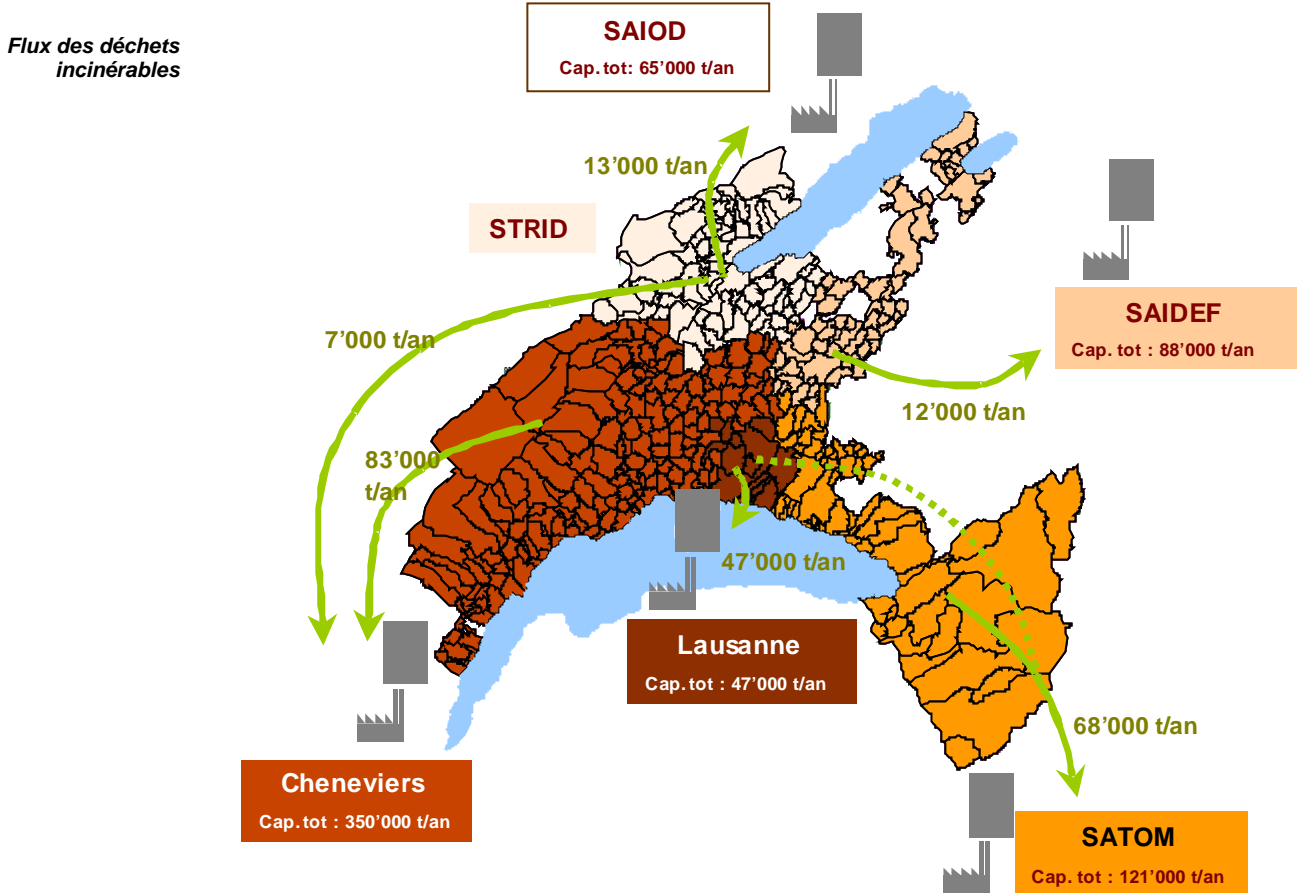 Flux des déchets
incinérables
SAIOD
Cap. tot: 65'000 t/an
13'000 t/an
STRID
SAIDEF
Cap. tot : 88'000 t/an
7'000 t/an
12'000 t/an
83'000
t/an
47'000 t/an
Lausanne
Cap. tot : 47'000 t/an
68'000 t/an
Cheneviers
Cap. tot : 350'000 t/an
SATOM
Cap. tot : 121'000 t/an